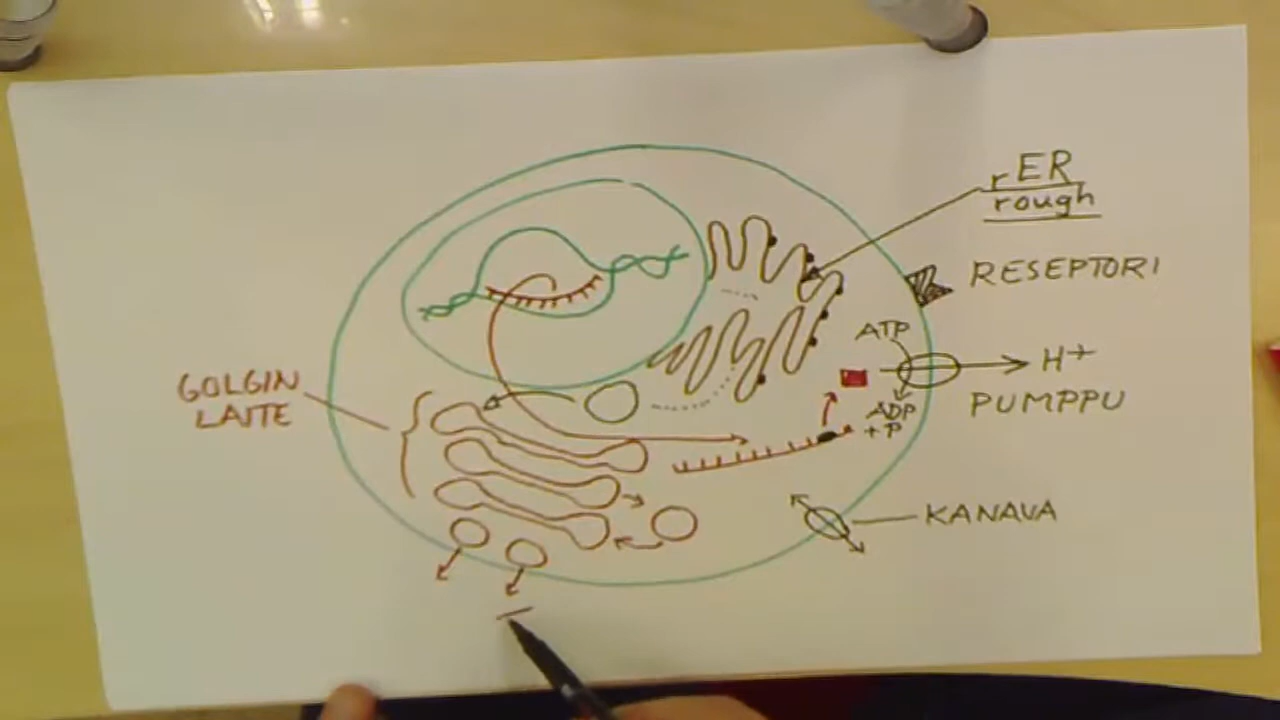 rER
rough
RESEPTORI
ATP
H+
PUMPPU
ADP
+P
GOLGIN
LAITE
KANAVA